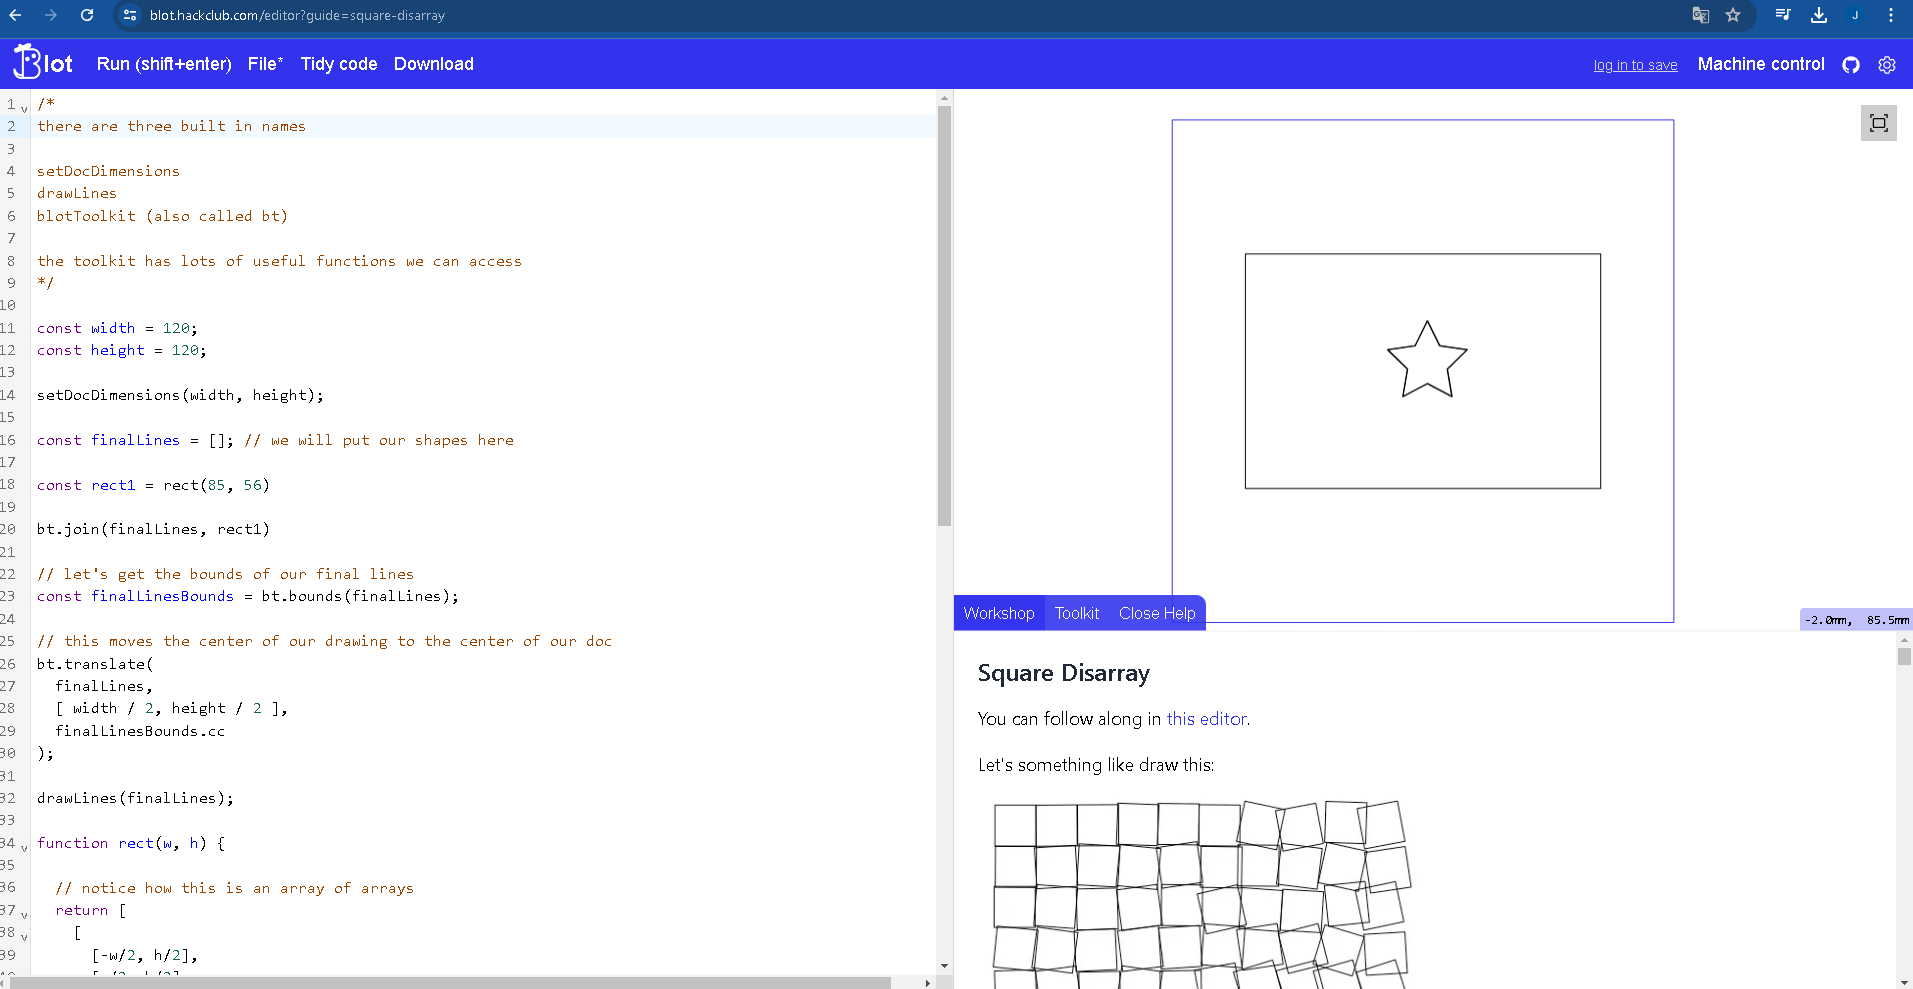 blot.hackclub.com/editor?guide=square-disarray
J
Blot
Run (shift+enter) File* Tidy code Download
log in to save Machine control
1 /*
2 there are three built in names
3
4 setDocDimensions
5 drawLines
6 blotToolkit (also called bt)
7
8 the toolkit has lots of useful functions we can access
9 */
10
11 const width = 120;
12 const height = 120;
13
14 setDocDimensions(width, height);
15
16 const finalLines = []; // we will put our shapes here
17
18 const rect1 = rect(85, 56)
19
20 bt.join(finalLines, rect1)
21
22 // let's get the bounds of our final lines
23 const finalLinesBounds = bt.bounds(finalLines);
24
25 // this moves the center of our drawing to the center of our doc
26 bt.translate(
27 finalLines,
28 [ width / 2, height / 2 ],
29 finalLinesBounds.cc
30 );
31
32 drawLines(finalLines);
33
34 function rect(w, h) {
35
36 // notice how this is an array of arrays
37 return [
38 [
39 [-w/2, h/2],
Workshop Toolkit Close Help
-2.0mm, 85.5mm
Square Disarray
You can follow along in this editor.
Let's something like draw this: